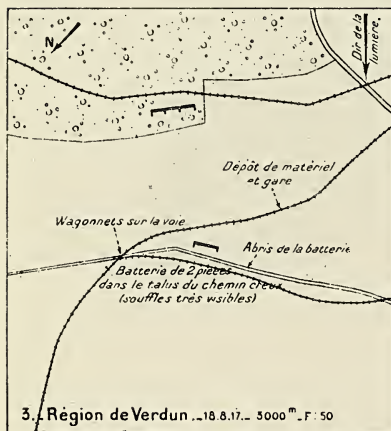 N
Dir de la
lumière
Dépôt de matériel
et gare
Wagonnets sur la voie
Abris de la batterie
Batterie de 2 pièces
dans le talus du chemin creux
(souffles très visibles)
3._ Région de Verdun _ 18.8.17._ 3000 m _ F: 50